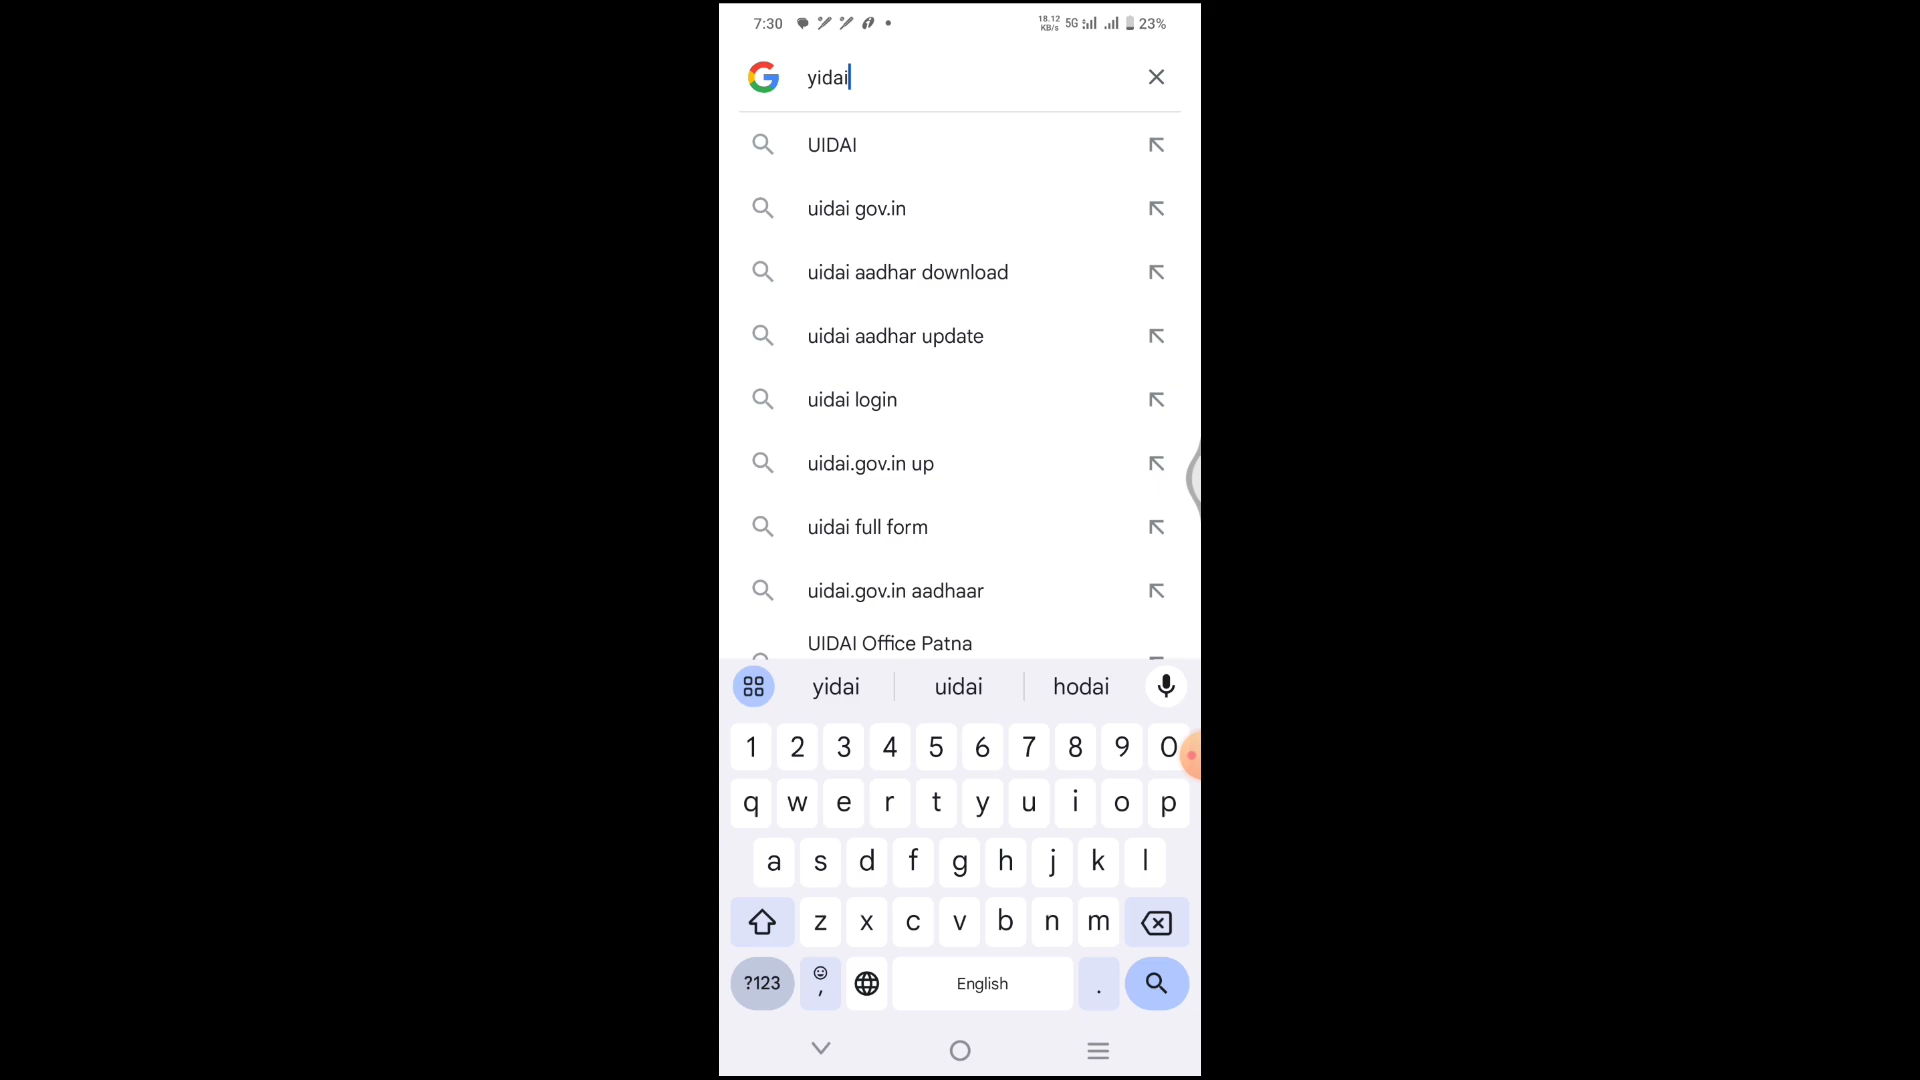 7:30 18.12 KB/s 5G 23%
yidai
UIDAI
uidai gov.in
uidai aadhar download
uidai aadhar update
uidai login
uidai.gov.in up
uidai full form
uidai.gov.in aadhaar
UIDAI Office Patna
yidai uidai hodai
1 2 3 4 5 6 7 8 9 0
q w e r t y u i o p
a s d f g h j k l
z x c v b n m
?123 , English .